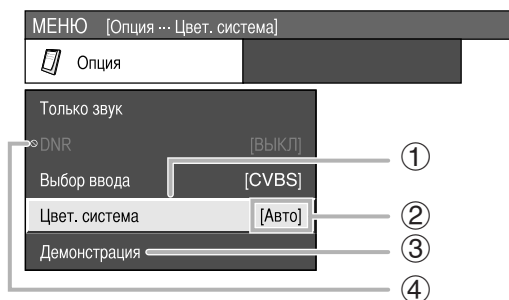 МЕНЮ [Опция ··· Цвет. система]
Опция
Только звук
DNR [ВЫКЛ]
Выбор ввода [CVBS]
Цвет. система [Авто]
Демонстрация
①
②
③
④